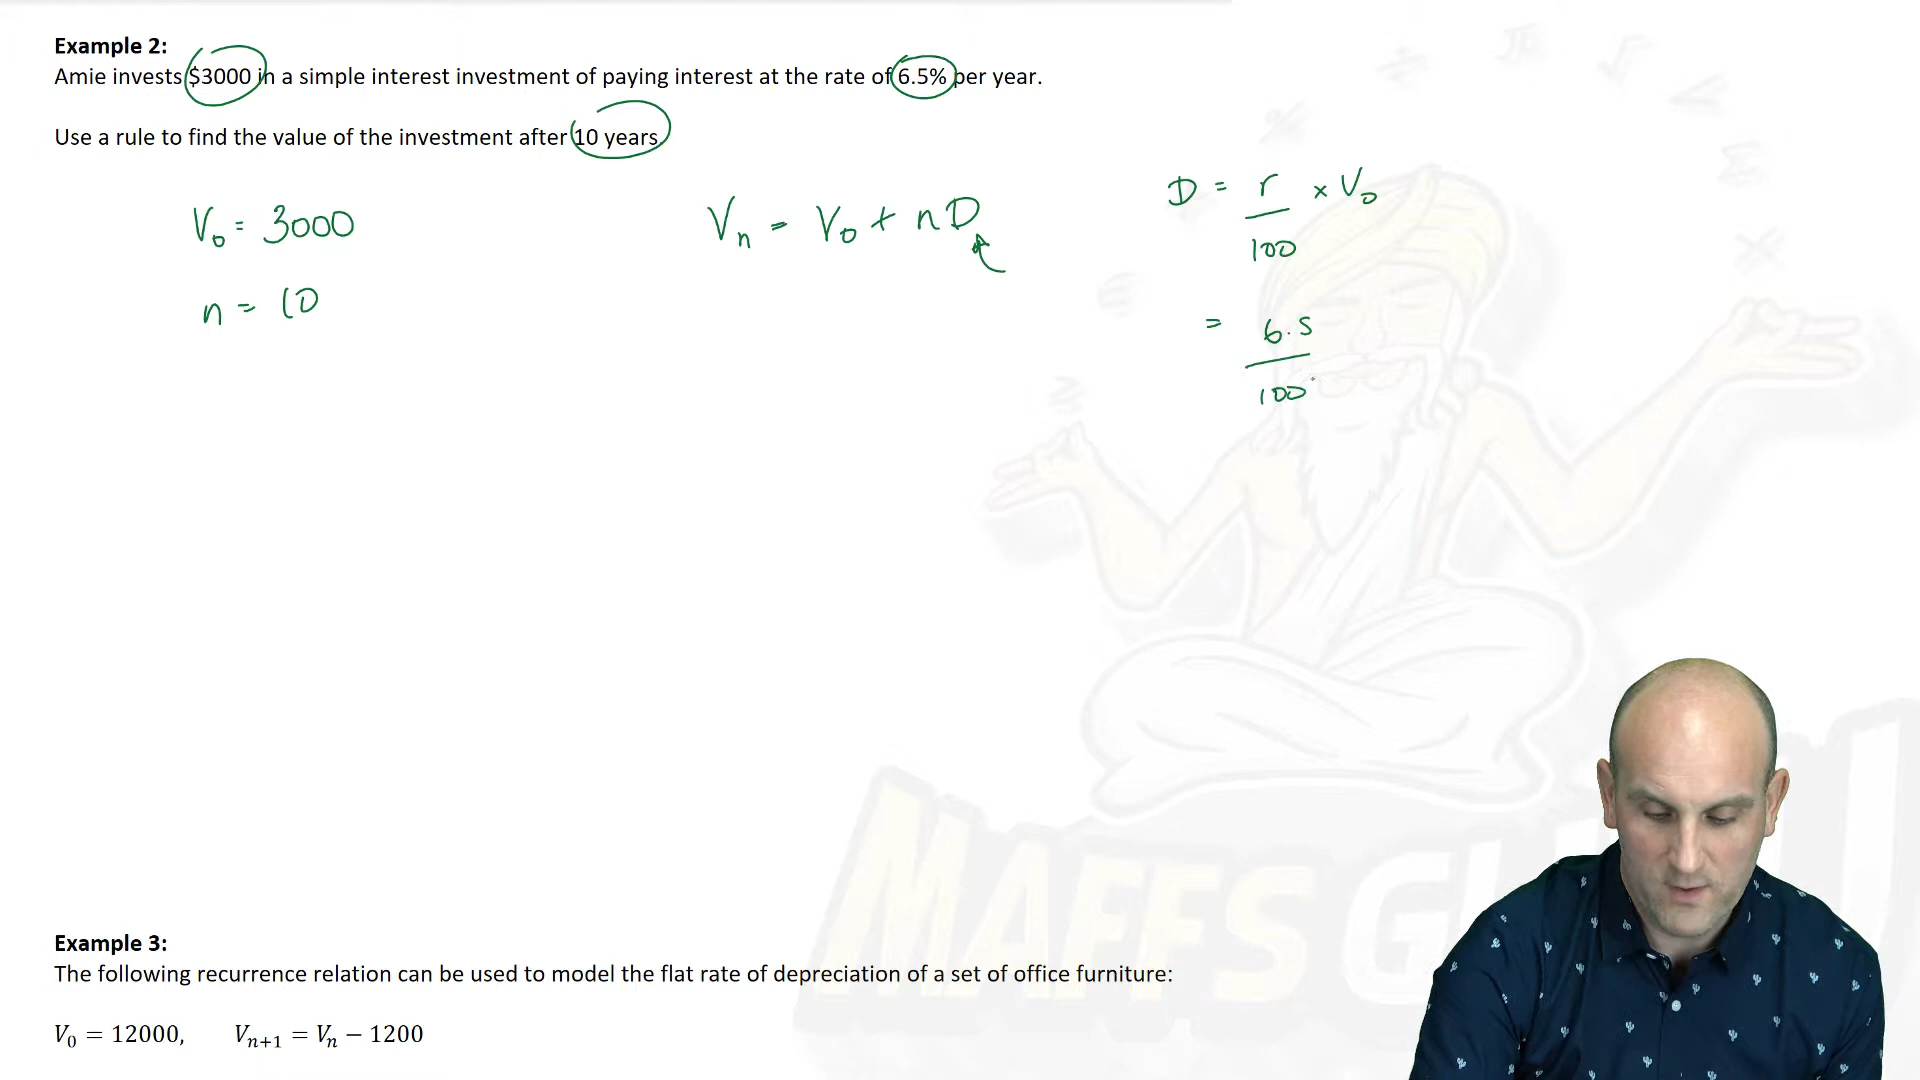 Example 2:
Amie invests $3000 in a simple interest investment of paying interest at the rate of 6.5% per year.
Use a rule to find the value of the investment after 10 years.
V₀ = 3000
n = 10
Vₙ = V₀ + nD
D = r/100 × V₀
= 6.5/100
MAFFS G
Example 3:
The following recurrence relation can be used to model the flat rate of depreciation of a set of office furniture:
V₀ = 12000, Vₙ₊₁ = Vₙ − 1200